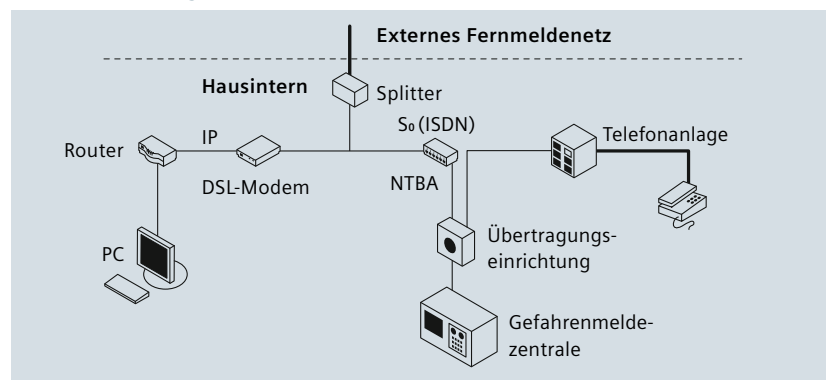 Externes Fernmeldenetz
Hausintern
Splitter
S₀ (ISDN)
Telefonanlage
Router
IP
DSL-Modem
NTBA
PC
Übertragungs-
einrichtung
Gefahrenmelde-
zentrale